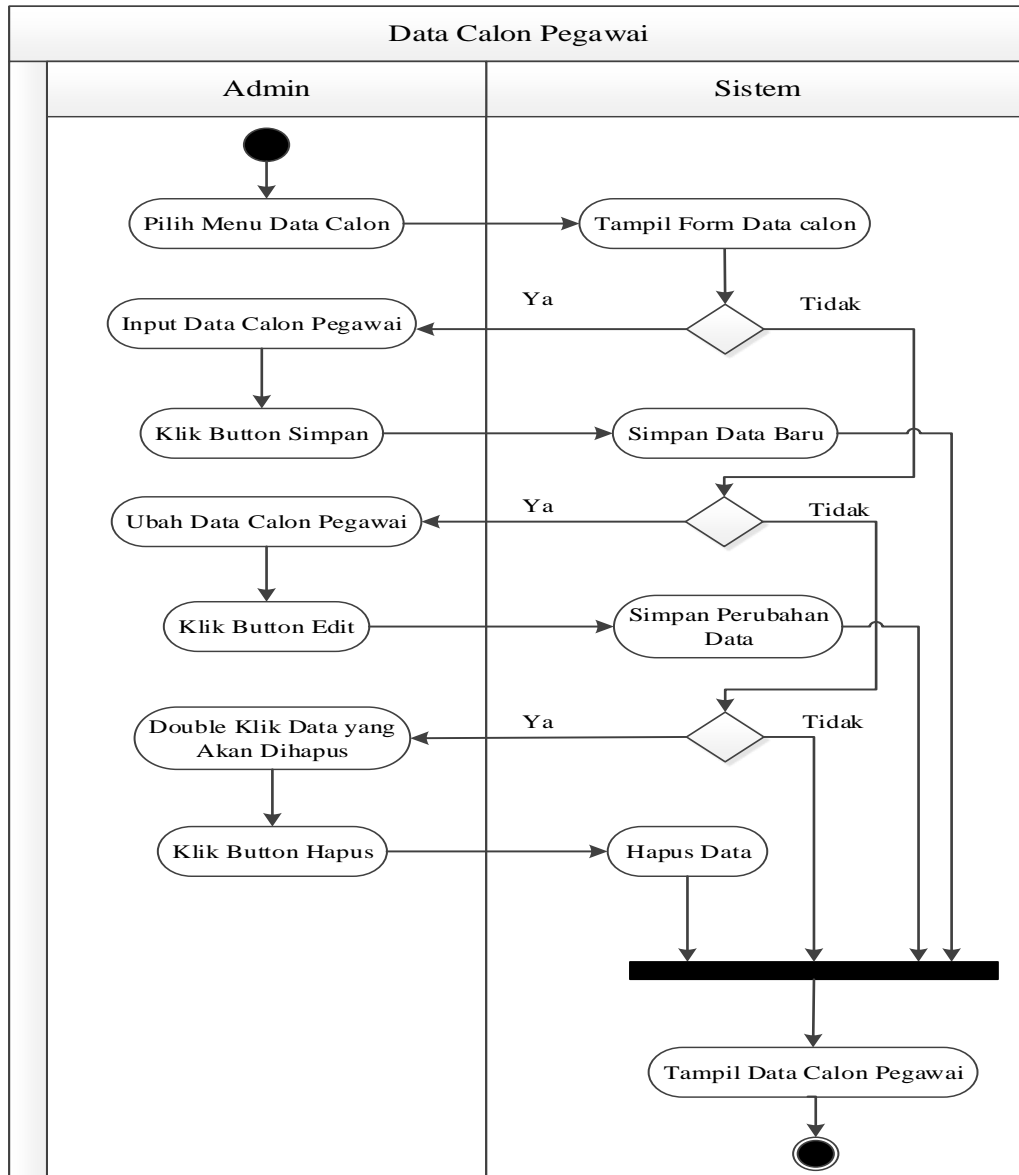 Data Calon Pegawai
Admin
Sistem
Pilih Menu Data Calon
Tampil Form Data calon
Ya
Tidak
Input Data Calon Pegawai
Klik Button Simpan
Simpan Data Baru
Ya
Tidak
Ubah Data Calon Pegawai
Klik Button Edit
Simpan Perubahan
Data
Ya
Tidak
Double Klik Data yang
Akan Dihapus
Klik Button Hapus
Hapus Data
Tampil Data Calon Pegawai